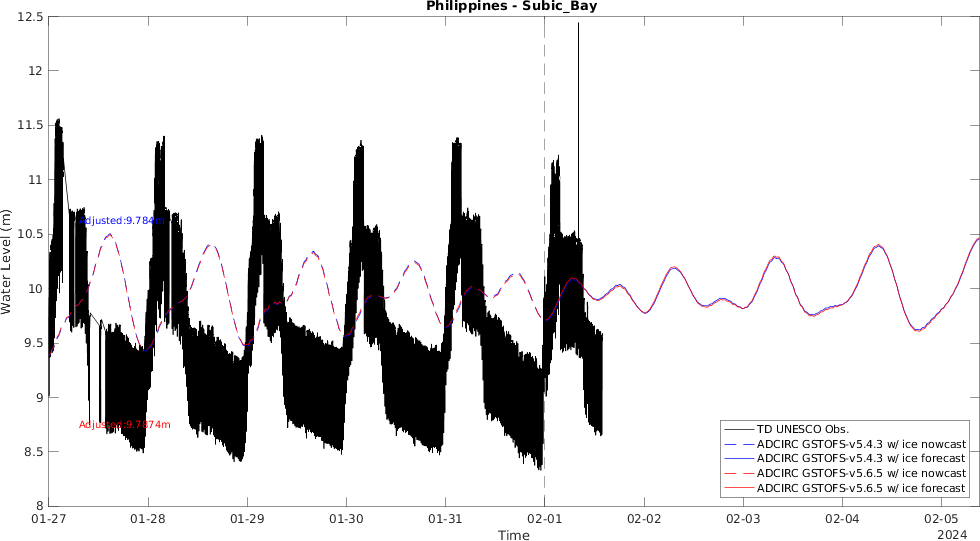 Philippines - Subic_Bay
Water Level (m)
12.5
12
11.5
11
10.5
10
9.5
9
8.5
8
Adjusted:9.784m
Adjusted:9.7874m
TD UNESCO Obs.
ADCIRC GSTOFS-v5.4.3 w/ ice nowcast
ADCIRC GSTOFS-v5.4.3 w/ ice forecast
ADCIRC GSTOFS-v5.6.5 w/ ice nowcast
ADCIRC GSTOFS-v5.6.5 w/ ice forecast
01-27 01-28 01-29 01-30 01-31 02-01 02-02 02-03 02-04 02-05
Time
2024